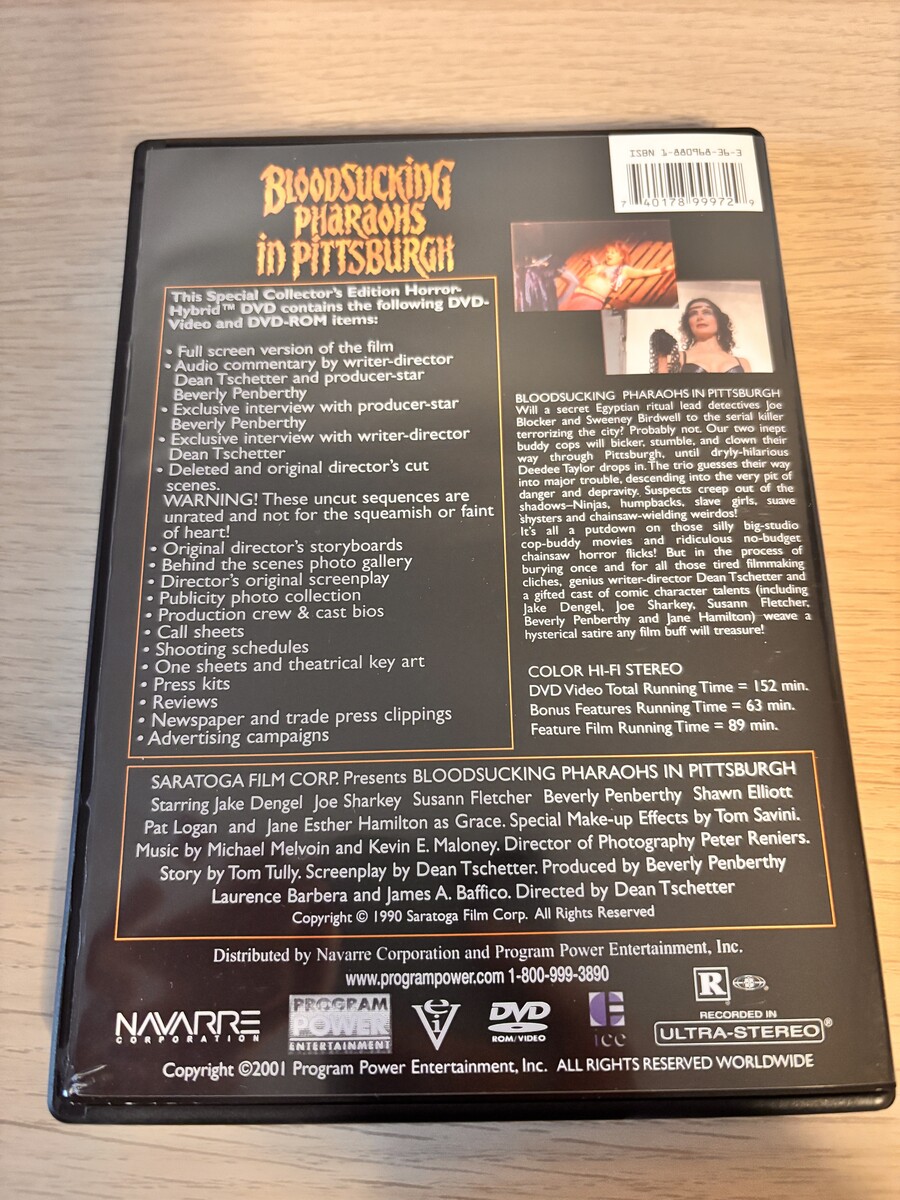 ISBN 1-880968-36-3
7 40178 99972 9
BLOODSUCKING
PHARAOHS
IN PITTSBURGH
This Special Collector's Edition Horror-
Hybrid™ DVD contains the following DVD-
Video and DVD-ROM items:
• Full screen version of the film
• Audio commentary by writer-director
Dean Tschetter and producer-star
Beverly Penberthy
• Exclusive interview with producer-star
Beverly Penberthy
• Exclusive interview with writer-director
Dean Tschetter
• Deleted and original director's cut
scenes.
WARNING! These uncut sequences are
unrated and not for the squeamish or faint
of heart!
• Original director's storyboards
• Behind the scenes photo gallery
• Director's original screenplay
• Publicity photo collection
• Production crew & cast bios
• Call sheets
• Shooting schedules
• One sheets and theatrical key art
• Press kits
• Reviews
• Newspaper and trade press clippings
• Advertising campaigns
BLOODSUCKING PHARAOHS IN PITTSBURGH
Will a secret Egyptian ritual lead detectives Joe
Blocker and Sweeney Birdwell to the serial killer
terrorizing the city? Probably not. Our two inept
buddy cops will bicker, stumble, and clown their
way through Pittsburgh, until dryly-hilarious
Deedee Taylor drops in. The trio guesses their way
into major trouble, descending into the very pit of
danger and depravity. Suspects creep out of the
shadows–Ninjas, humpbacks, slave girls, suave
shysters and chainsaw-wielding weirdos!
It's all a putdown on those silly big-studio
cop-buddy movies and ridiculous no-budget
chainsaw horror flicks! But in the process of
burying once and for all those tired filmmaking
cliches, genius writer-director Dean Tschetter and
a gifted cast of comic character talents (including
Jake Dengel, Joe Sharkey, Susann Fletcher,
Beverly Penberthy and Jane Hamilton) weave a
hysterical satire any film buff will treasure!
COLOR HI-FI STEREO
DVD Video Total Running Time = 152 min.
Bonus Features Running Time = 63 min.
Feature Film Running Time = 89 min.
SARATOGA FILM CORP. Presents BLOODSUCKING PHARAOHS IN PITTSBURGH
Starring Jake Dengel Joe Sharkey Susann Fletcher Beverly Penberthy Shawn Elliott
Pat Logan and Jane Esther Hamilton as Grace. Special Make-up Effects by Tom Savini.
Music by Michael Melvoin and Kevin E. Maloney. Director of Photography Peter Reniers.
Story by Tom Tully. Screenplay by Dean Tschetter. Produced by Beverly Penberthy
Laurence Barbera and James A. Baffico. Directed by Dean Tschetter
Copyright © 1990 Saratoga Film Corp. All Rights Reserved
Distributed by Navarre Corporation and Program Power Entertainment, Inc.
www.programpower.com 1-800-999-3890
NAVARRE
CORPORATION
PROGRAM
POWER
ENTERTAINMENT
DVD
ROM/VIDEO
ICC
R
RECORDED IN
ULTRA-STEREO®
Copyright ©2001 Program Power Entertainment, Inc. ALL RIGHTS RESERVED WORLDWIDE